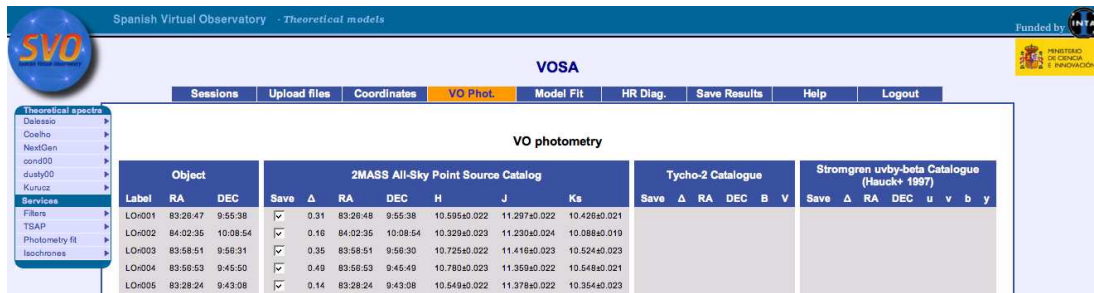 Spanish Virtual Observatory - Theoretical models
Funded by
INTA
SVO
MINISTERIO
DE CIENCIA
E INNOVACIÓN
VOSA
Sessions Upload files Coordinates VO Phot. Model Fit HR Diag. Save Results Help Logout
Theoretical spectra
Dalessio
Coelho
NextGen
cond00
dusty00
Kurucz
Services
Filters
TSAP
Photometry fit
Isochrones
VO photometry
Object 2MASS All-Sky Point Source Catalog Tycho-2 Catalogue Stromgren uvby-beta Catalogue
(Hauck+ 1997)
Label RA DEC Save Δ RA DEC H J K Save Δ RA DEC B V Save Δ RA DEC u v b y
LOri001 83:26:47 9:55:38 0.31 83:26:48 9:55:38 10.595±0.022 11.297±0.022 10.426±0.021
LOri002 84:02:35 10:08:54 0.16 84:02:35 10:08:54 10.329±0.023 11.230±0.024 10.088±0.019
LOri003 83:58:51 9:56:31 0.35 83:58:51 9:56:30 10.725±0.022 11.416±0.023 10.524±0.023
LOri004 83:56:53 9:45:50 0.49 83:56:53 9:45:49 10.780±0.023 11.359±0.022 10.548±0.021
LOri005 83:28:24 9:43:08 0.14 83:28:24 9:43:08 10.549±0.022 11.378±0.022 10.354±0.023